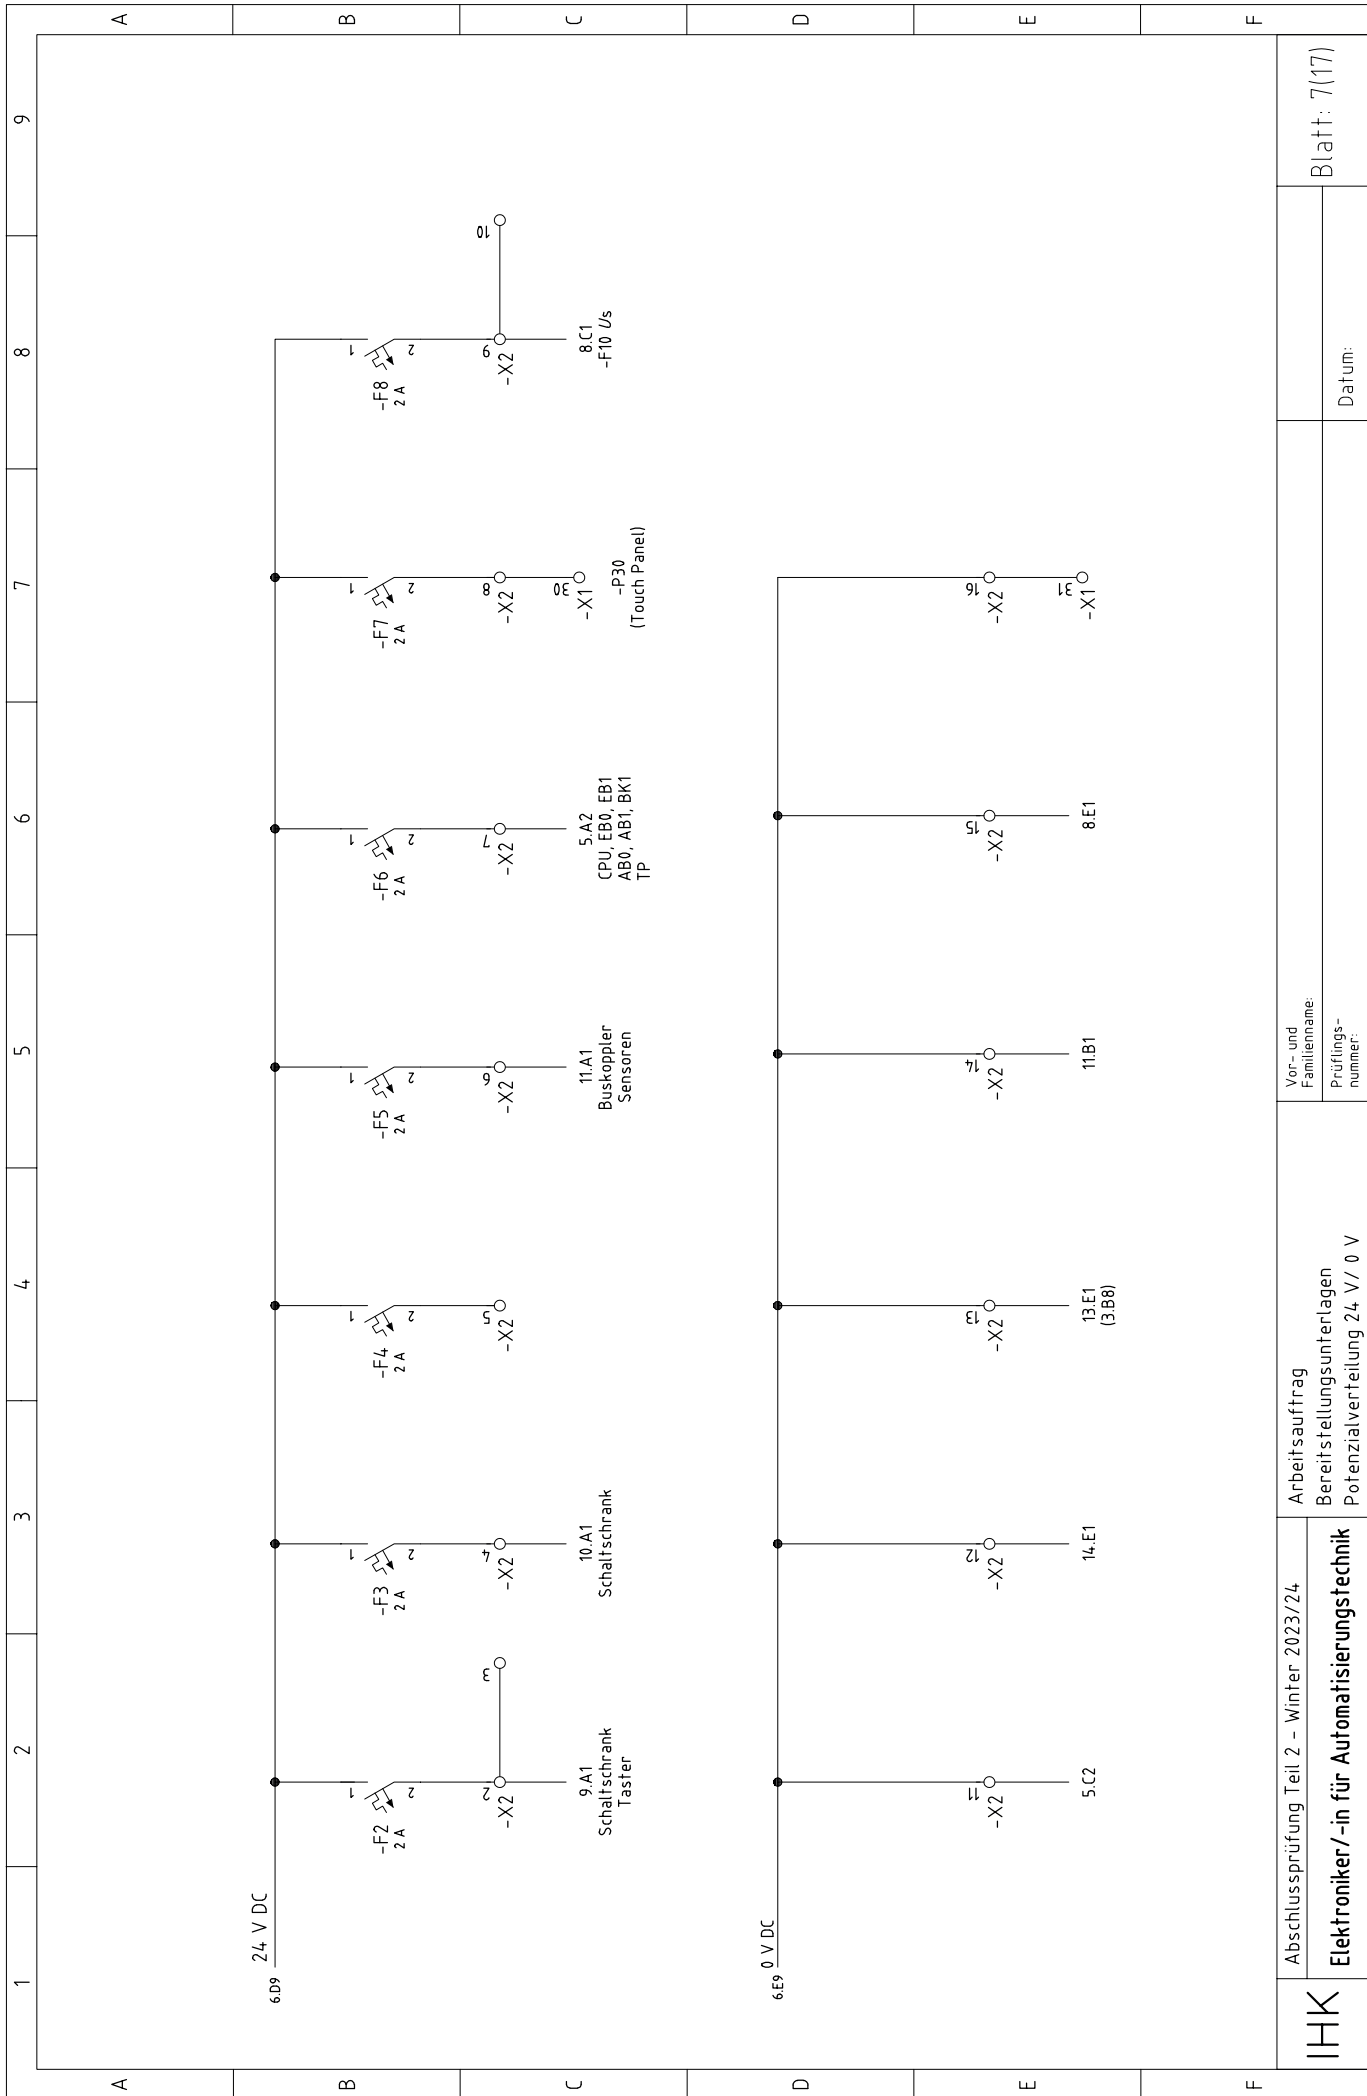 1 2 3 4 5 6 7 8 9
A A
B B
C C
D D
E E
F F
6.D9
24 V DC
-F2
2 A
1
2
2
-X2
3
9.A1
Schaltschrank
Taster
-F3
2 A
1
2
4
-X2
10.A1
Schaltschrank
-F4
2 A
1
2
5
-X2
-F5
2 A
1
2
6
-X2
11.A1
Buskoppler
Sensoren
-F6
2 A
1
2
7
-X2
5.A2
CPU, EB0, EB1
AB0, AB1, BK1
TP
-F7
2 A
1
2
8
-X2
30
-X1
-P30
(Touch Panel)
-F8
2 A
1
2
9
-X2
10
8.C1
-F10 Us
6.E9
0 V DC
11
-X2
5.C2
12
-X2
14.E1
13
-X2
13.E1
(3.B8)
14
-X2
11.B1
15
-X2
8.E1
16
-X2
31
-X1
IHK
Abschlussprüfung Teil 2 - Winter 2023/24
Elektroniker/-in für Automatisierungstechnik
Arbeitsauftrag
Bereitstellungsunterlagen
Potenzialverteilung 24 V/ 0 V
Vor- und
Familienname:
Prüflings-
nummer:
Datum:
Blatt: 7(17)